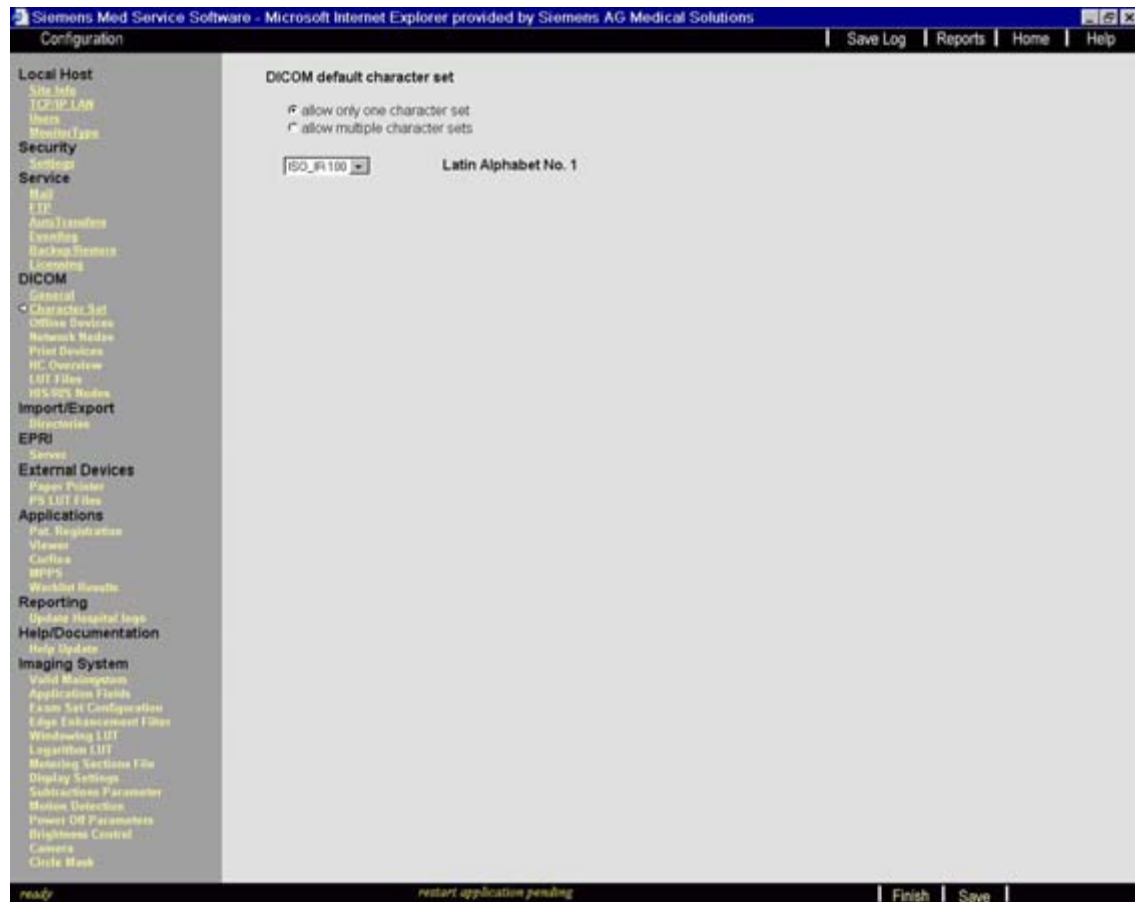 Siemens Med Service Software - Microsoft Internet Explorer provided by Siemens AG Medical Solutions
Configuration
Save Log
Reports
Home
Help
Local Host
Site Info
TCP/IP LAN
Users
MonitorType
Security
Settings
Service
Mail
FTP
AutoTransfers
Eventlog
Backup/Restore
Licensing
DICOM
General
Character Set
Offline Devices
Network Nodes
Print Devices
HC Overview
LUT Files
HIS/RIS Nodes
Import/Export
Directories
EPRI
Server
External Devices
Paper Printer
PS LUT Files
Applications
Pat. Registration
Viewer
MPPS
Worklist Results
Reporting
Update Hospital logo
Help/Documentation
Help Update
Imaging System
Valid Mainsystem
Application Fields
Exam Set Configuration
Edge Enhancement Filter
Windowing LUT
Logarithm LUT
Metering Sections File
Display Settings
Subtractions Parameter
Motion Detection
Power Off Parameters
Brightness Control
Camera
Circle Mask
DICOM default character set
allow only one character set
allow multiple character sets
ISO_IR 100
Latin Alphabet No. 1
ready
restart application pending
Finish
Save